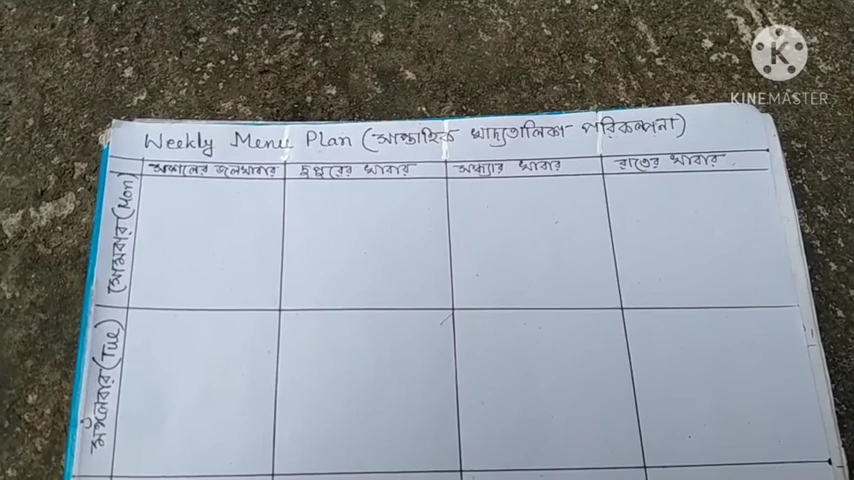 K
KINEMASTER
Weekly Menu Plan (সাপ্তাহিক খাদ্যতালিকা পরিকল্পনা)
সকালের জলখাবার দুপুরের খাবার সন্ধ্যার খাবার রাতের খাবার
সোমবার (Mon)
মঙ্গলবার (Tue)